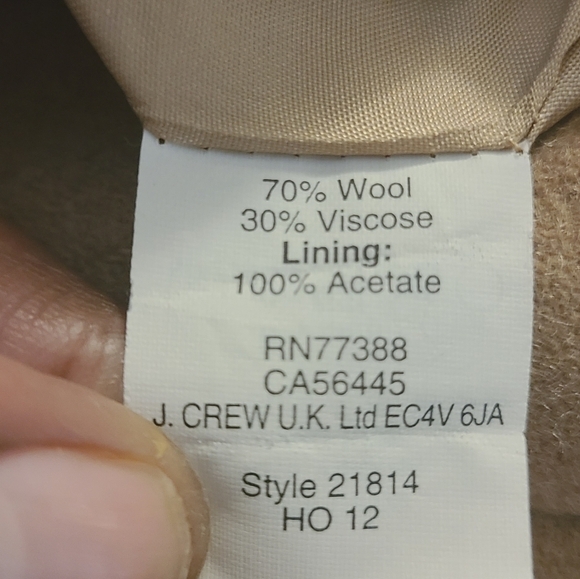 70% Wool
30% Viscose
Lining:
100% Acetate
RN77388
CA56445
J. CREW U.K. Ltd EC4V 6JA
Style 21814
HO 12